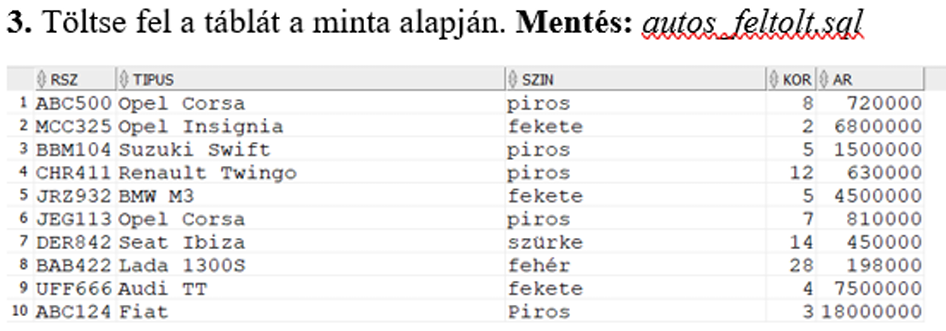 3. Töltse fel a táblát a minta alapján. Mentés: autos_feltolt.sql
RSZ TIPUS SZIN KOR AR
1 ABC500 Opel Corsa piros 8 720000
2 MCC325 Opel Insignia fekete 2 6800000
3 BBM104 Suzuki Swift piros 5 1500000
4 CHR411 Renault Twingo piros 12 630000
5 JRZ932 BMW M3 fekete 5 4500000
6 JEG113 Opel Corsa piros 7 810000
7 DER842 Seat Ibiza szürke 14 450000
8 BAB422 Lada 1300S fehér 28 198000
9 UFF666 Audi TT fekete 4 7500000
10 ABC124 Fiat Piros 3 18000000